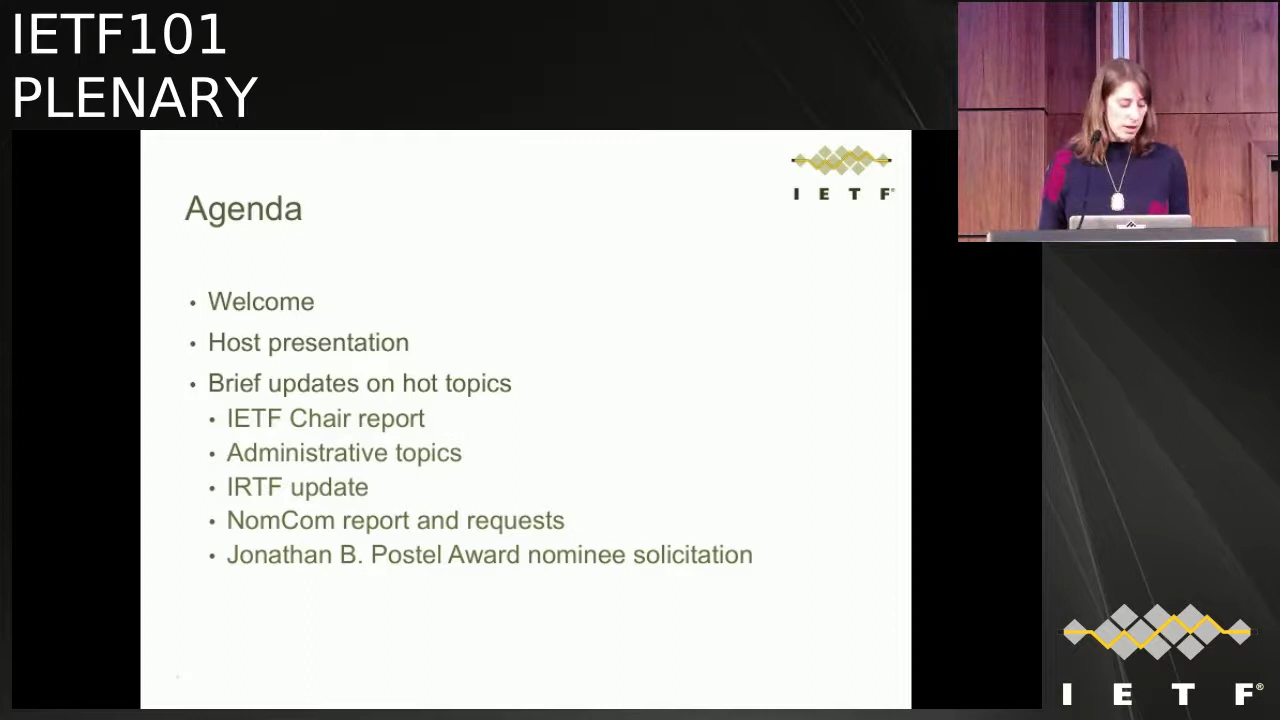 IETF101
PLENARY
I E T F®
Agenda
• Welcome
• Host presentation
• Brief updates on hot topics
• IETF Chair report
• Administrative topics
• IRTF update
• NomCom report and requests
• Jonathan B. Postel Award nominee solicitation
I E T F®